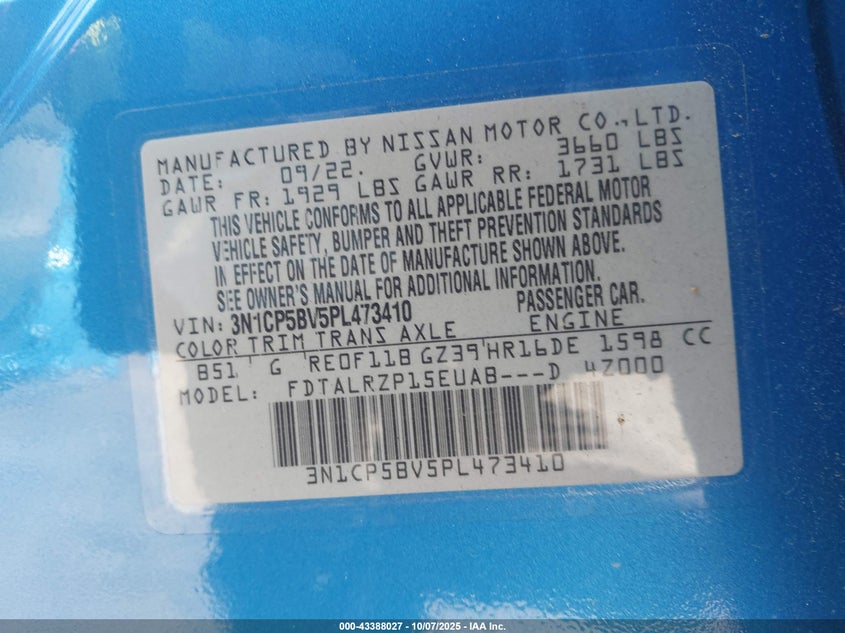 MANUFACTURED BY NISSAN MOTOR CO., LTD.
DATE: 09/22. GVWR: 3660 LBS
GAWR FR: 1929 LBS GAWR RR: 1731 LBS
THIS VEHICLE CONFORMS TO ALL APPLICABLE FEDERAL MOTOR
VEHICLE SAFETY, BUMPER AND THEFT PREVENTION STANDARDS
IN EFFECT ON THE DATE OF MANUFACTURE SHOWN ABOVE.
SEE OWNER'S MANUAL FOR ADDITIONAL INFORMATION.
VIN: 3N1CP5BV5PL473410 PASSENGER CAR.
COLOR TRIM TRANS AXLE ENGINE
B51 G RE0F11B GZ39 HR16DE 1598 CC
MODEL: FDTALRZP15EUAB---D 4Z000
3N1CP5BV5PL473410
000-43388027 - 10/07/2025 - IAA Inc.